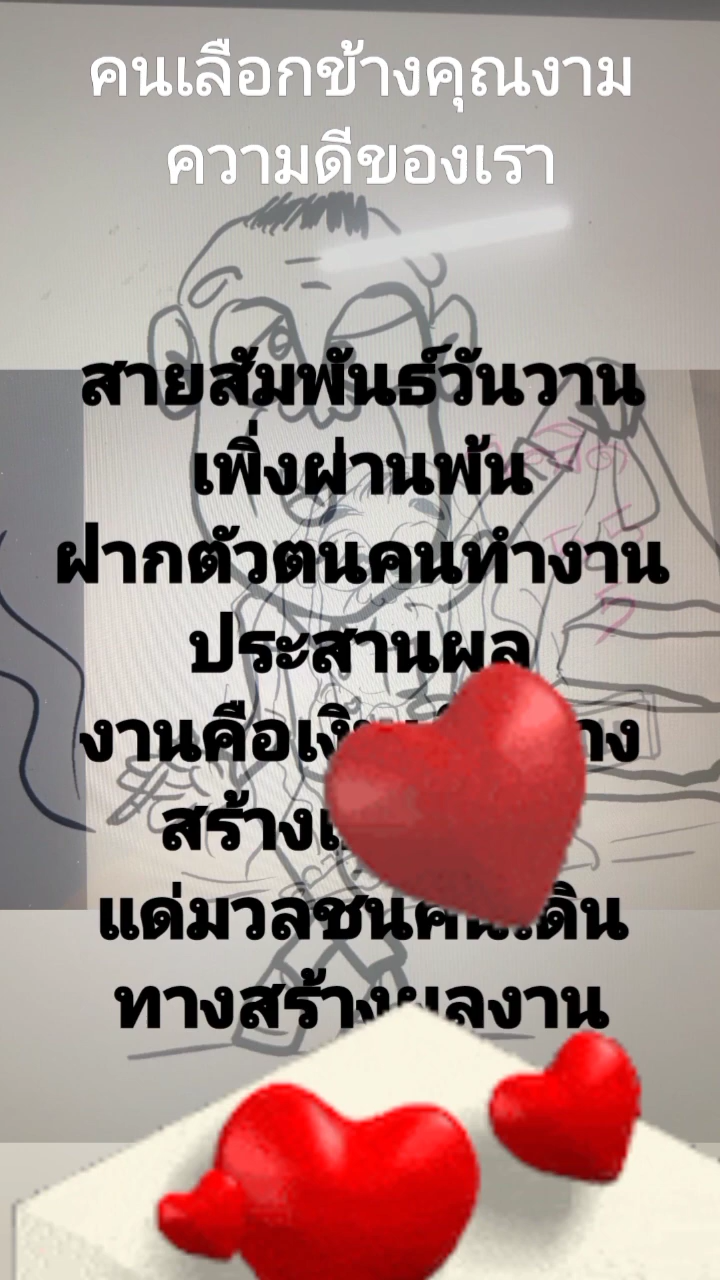 คนเลือกข้างคุณงาม
ความดีของเรา
สายสัมพันธ์วันวาน
เพิ่งผ่านพ้น
ฝากตัวตนคนทำงาน
ประสานผล
งานคือ
สร้าง
แด่มวลชน
ทางสร้างผลงาน